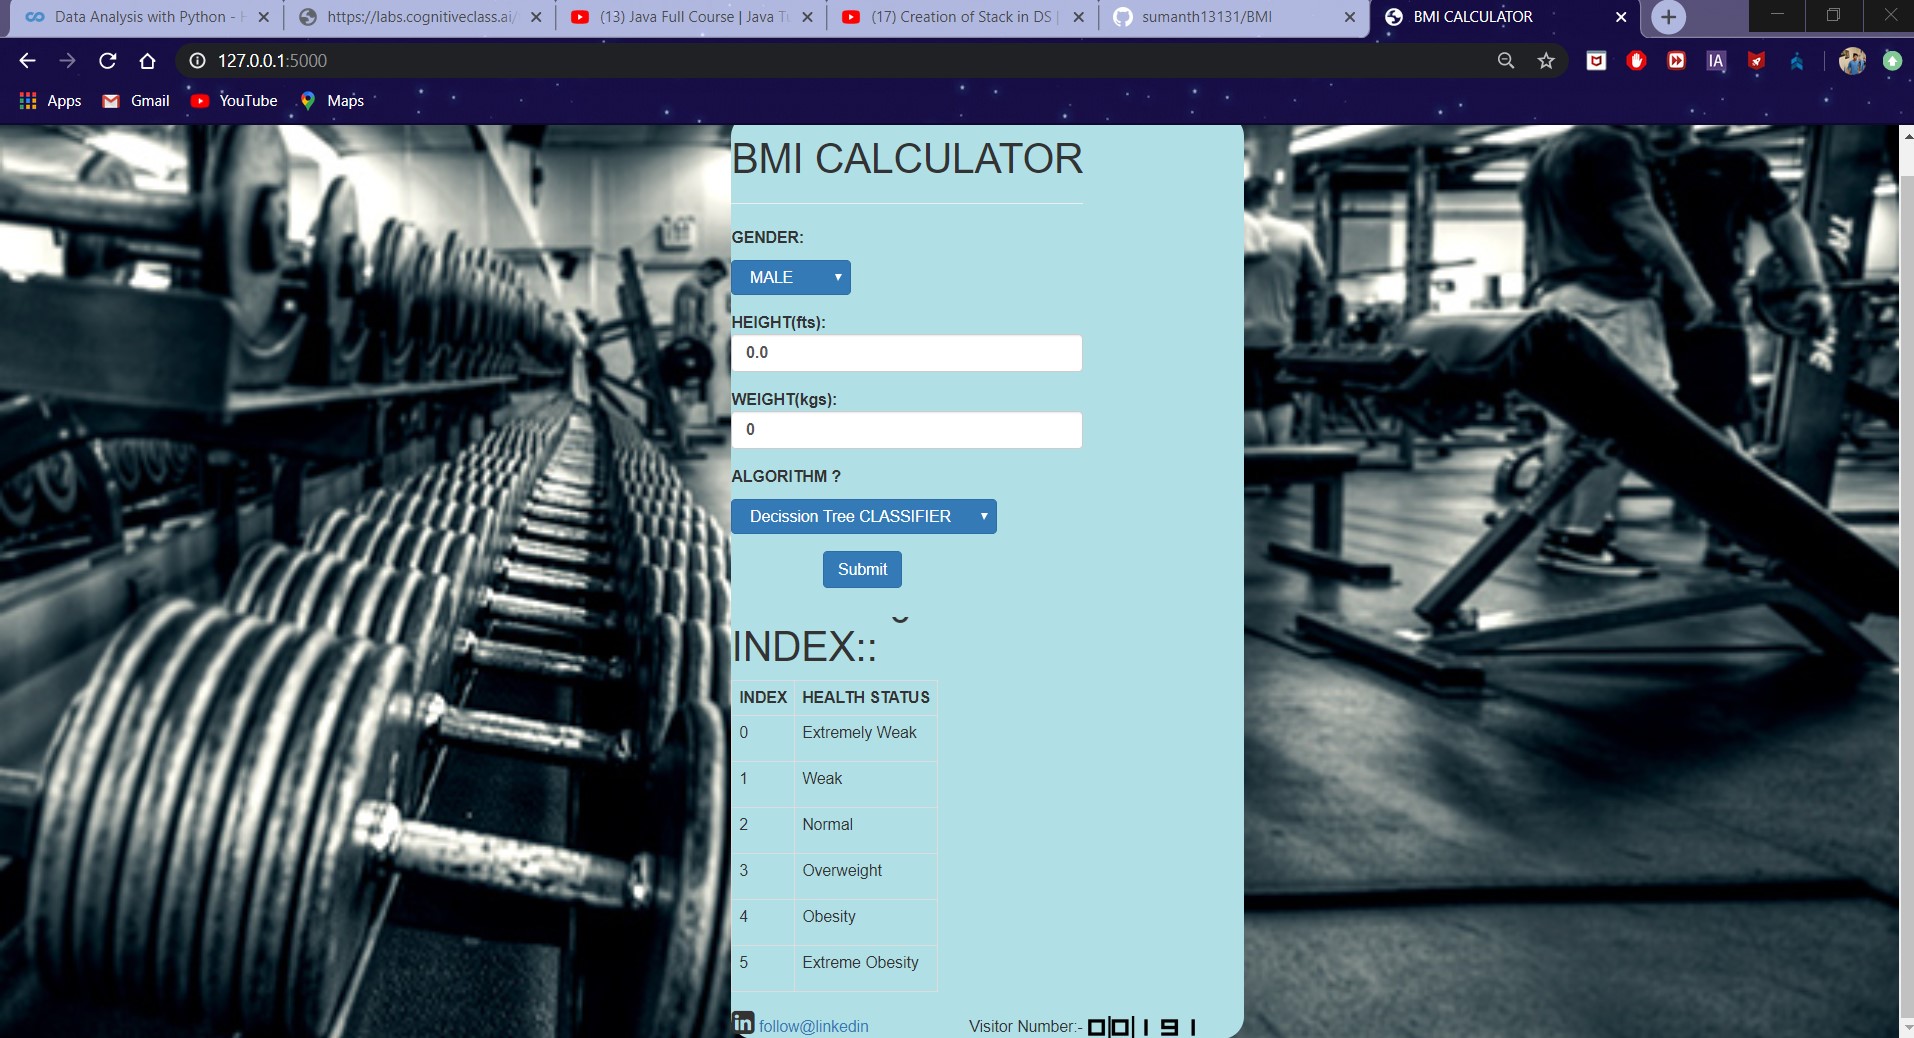 Data Analysis with Python - H
https://labs.cognitiveclass.ai/
(13) Java Full Course | Java Tu
(17) Creation of Stack in DS |
sumanth13131/BMI
BMI CALCULATOR
127.0.0.1:5000
IA
Apps
Gmail
YouTube
Maps
BMI CALCULATOR
GENDER:
MALE
HEIGHT(fts):
0.0
WEIGHT(kgs):
0
ALGORITHM ?
Decission Tree CLASSIFIER
Submit
INDEX::
INDEX HEALTH STATUS
0 Extremely Weak
1 Weak
2 Normal
3 Overweight
4 Obesity
5 Extreme Obesity
in follow@linkedin
Visitor Number:- 00191